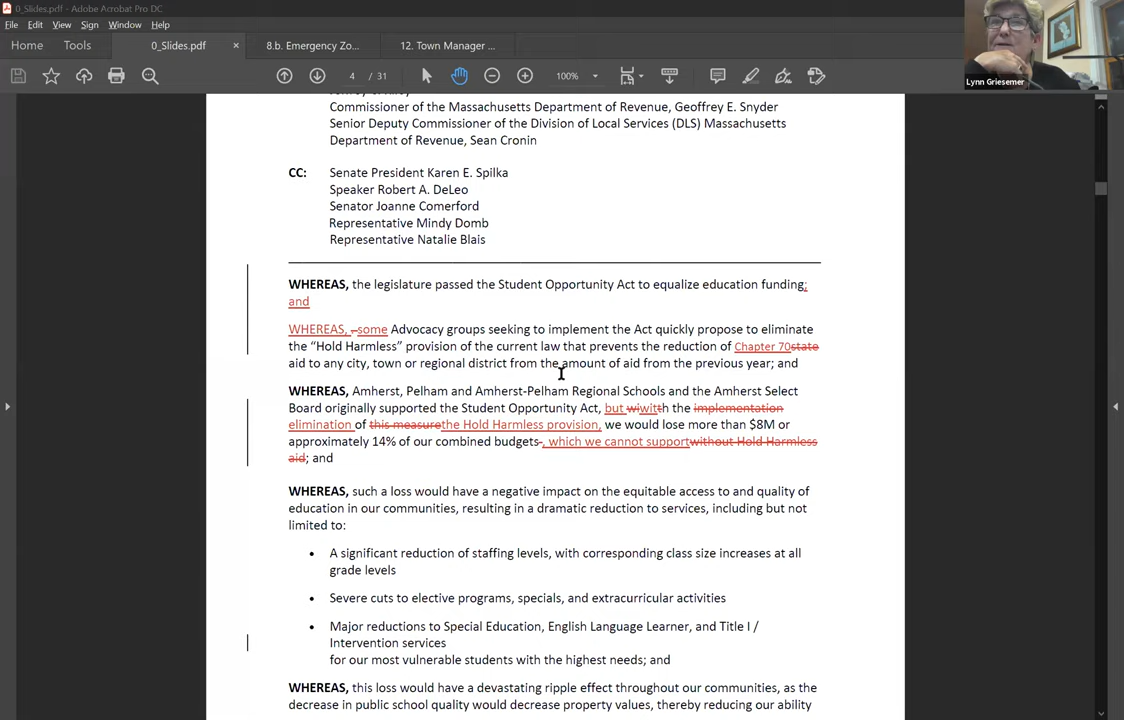 0_Slides.pdf - Adobe Acrobat Pro DC
File Edit View Sign Window Help
Home Tools 0_Slides.pdf × 8.b. Emergency Zo... 12. Town Manager ...
4 / 31 100%
Lynn Griesemer
Commissioner of the Massachusetts Department of Revenue, Geoffrey E. Snyder
Senior Deputy Commissioner of the Division of Local Services (DLS) Massachusetts
Department of Revenue, Sean Cronin
CC: Senate President Karen E. Spilka
Speaker Robert A. DeLeo
Senator Joanne Comerford
Representative Mindy Domb
Representative Natalie Blais
WHEREAS, the legislature passed the Student Opportunity Act to equalize education funding;
and
WHEREAS, -some Advocacy groups seeking to implement the Act quickly propose to eliminate
the “Hold Harmless” provision of the current law that prevents the reduction of Chapter 70state
aid to any city, town or regional district from the amount of aid from the previous year; and
WHEREAS, Amherst, Pelham and Amherst-Pelham Regional Schools and the Amherst Select
Board originally supported the Student Opportunity Act, but wiwitth the implementation
elimination of this measurethe Hold Harmless provision, we would lose more than $8M or
approximately 14% of our combined budgets-, which we cannot supportwithout Hold Harmless
aid; and
WHEREAS, such a loss would have a negative impact on the equitable access to and quality of
education in our communities, resulting in a dramatic reduction to services, including but not
limited to:
• A significant reduction of staffing levels, with corresponding class size increases at all
grade levels
• Severe cuts to elective programs, specials, and extracurricular activities
• Major reductions to Special Education, English Language Learner, and Title I /
Intervention services
for our most vulnerable students with the highest needs; and
WHEREAS, this loss would have a devastating ripple effect throughout our communities, as the
decrease in public school quality would decrease property values, thereby reducing our ability